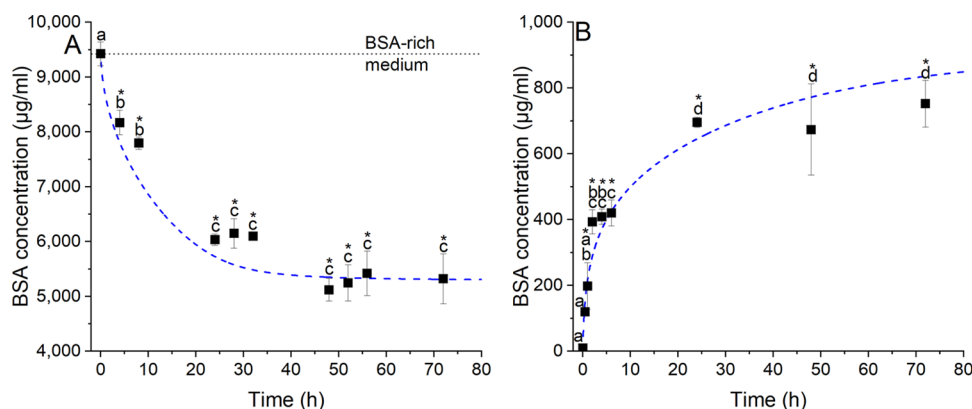 A
BSA-rich
medium
BSA concentration (µg/ml)
10,000
9,000
8,000
7,000
6,000
5,000
4,000
a
*
b
*
b
*
c
*
c
*
c
*
c
*
c
*
c
*
c
0 10 20 30 40 50 60 70 80
Time (h)
B
BSA concentration (µg/ml)
1,000
800
600
400
200
0
a
a
*
a
b
*
b
c
*
b
c
*
b
c
*
d
*
d
*
d
0 10 20 30 40 50 60 70 80
Time (h)